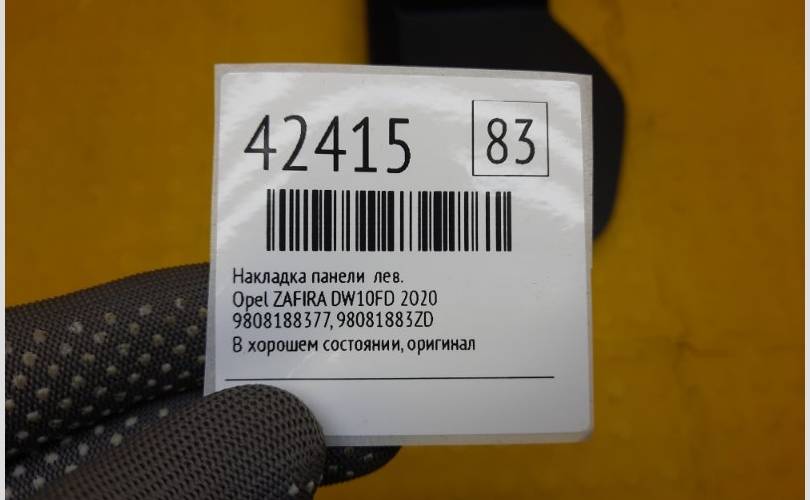 42415
83
Накладка панели лев.
Opel ZAFIRA DW10FD 2020
9808188377, 98081883ZD
В хорошем состоянии, оригинал